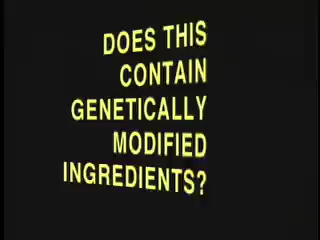 DOES THIS
CONTAIN
GENETICALLY
MODIFIED
INGREDIENTS?